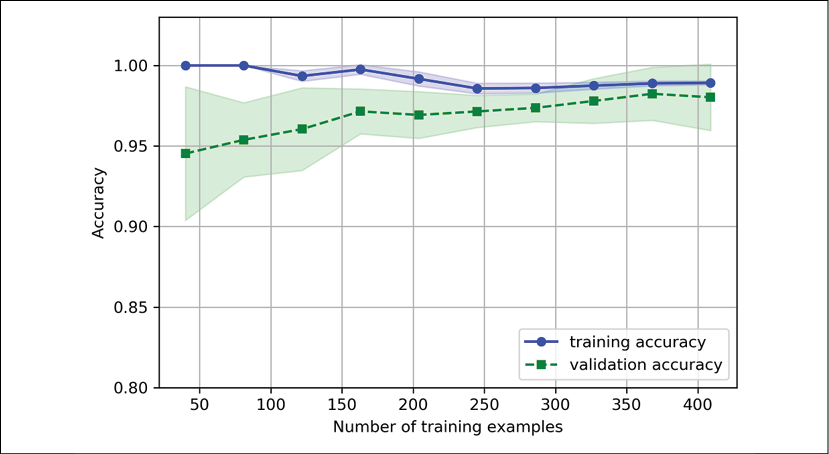 1.00
0.95
0.90
0.85
0.80
Accuracy
50 100 150 200 250 300 350 400
Number of training examples
training accuracy
validation accuracy